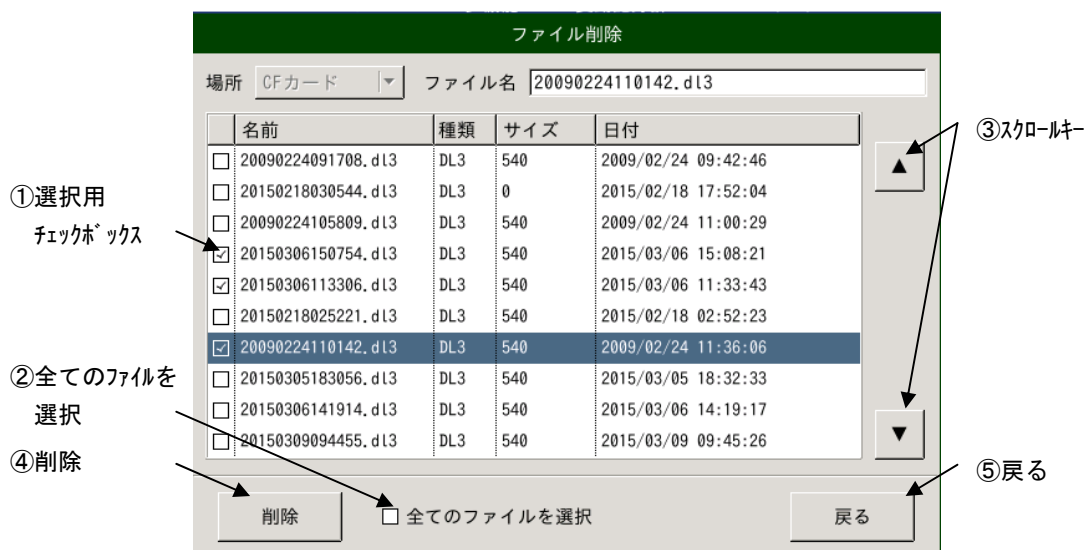 ファイル削除
場所 CFカード ファイル名 20090224110142.dl3
名前 種類 サイズ 日付
20090224091708.dl3 DL3 540 2009/02/24 09:42:46
20150218030544.dl3 DL3 0 2015/02/18 17:52:04
20090224105809.dl3 DL3 540 2009/02/24 11:00:29
20150306150754.dl3 DL3 540 2015/03/06 15:08:21
20150306113306.dl3 DL3 540 2015/03/06 11:33:43
20150218025221.dl3 DL3 540 2015/02/18 02:52:23
20090224110142.dl3 DL3 540 2009/02/24 11:36:06
20150305183056.dl3 DL3 540 2015/03/05 18:32:33
20150306141914.dl3 DL3 540 2015/03/06 14:19:17
20150309094455.dl3 DL3 540 2015/03/09 09:45:26
削除 全てのファイルを選択 戻る
①選択用
ﾁｪｯｸﾎﾞｯｸｽ
②全てのﾌｧｲﾙを
選択
④削除
③ｽｸﾛｰﾙｷｰ
⑤戻る